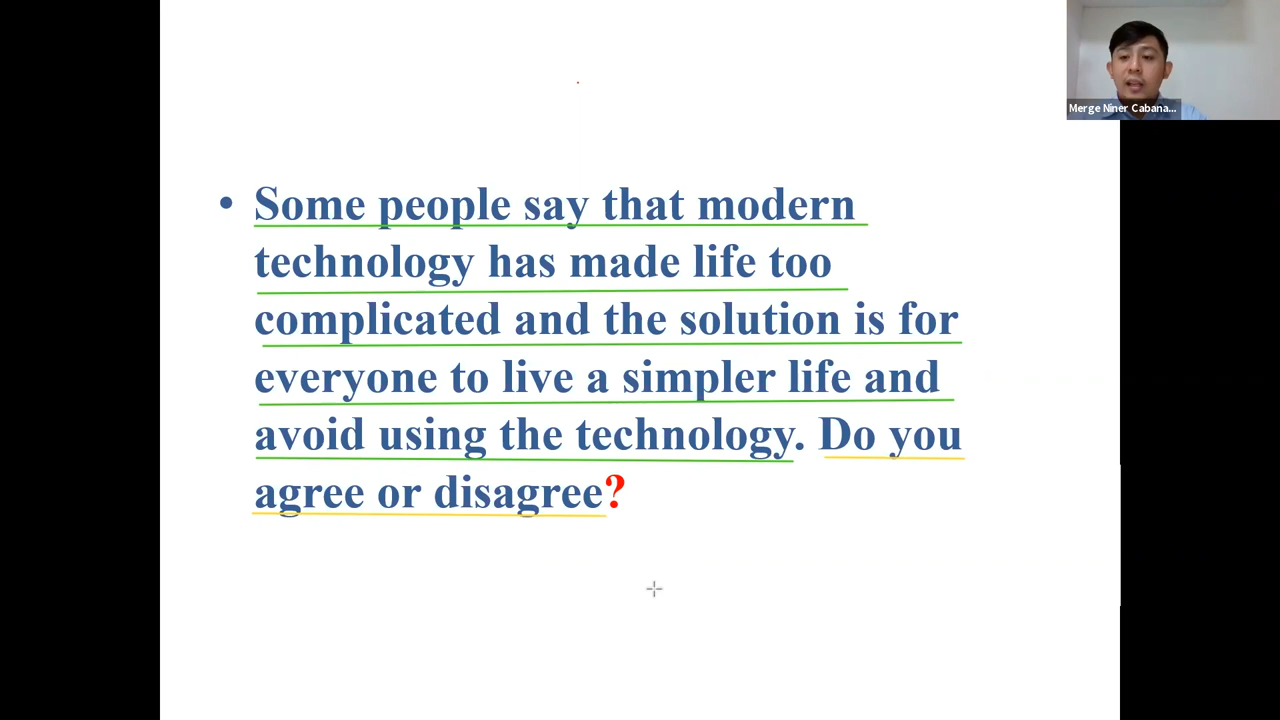 Merge Niner Cabana...
• Some people say that modern
technology has made life too
complicated and the solution is for
everyone to live a simpler life and
avoid using the technology. Do you
agree or disagree?